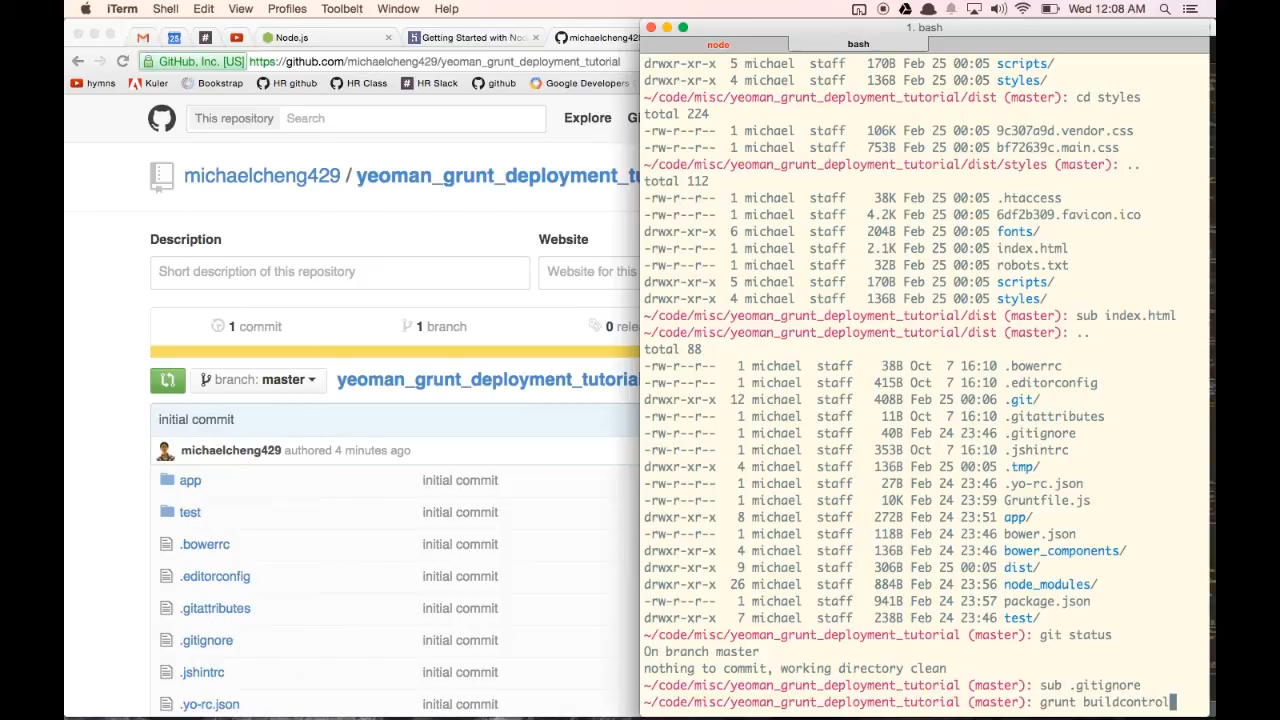 iTerm Shell Edit View Profiles Toolbelt Window Help
Wed 12:08 AM
25 # Node.js × Getting Started with Nod × michaelch
GitHub, Inc. [US] https://github.com/michaelcheng429/yeoman_grunt_deployment_tutorial
hymns Kuler Bootstrap HR github HR Class HR Slack github Google Developers
This repository Search Explore
michaelcheng429 / yeoman_grunt_deployment_tu
Description Website
Short description of this repository Website for this
1 commit 1 branch 0 rele
branch: master yeoman_grunt_deployment_tutorial
initial commit
michaelcheng429 authored 4 minutes ago
app initial commit
test initial commit
.bowerrc initial commit
.editorconfig initial commit
.gitattributes initial commit
.gitignore initial commit
.jshintrc initial commit
.yo-rc.json initial commit
1. bash
node bash
drwxr-xr-x 5 michael staff 170B Feb 25 00:05 scripts/
drwxr-xr-x 4 michael staff 136B Feb 25 00:05 styles/
~/code/misc/yeoman_grunt_deployment_tutorial/dist (master): cd styles
total 224
-rw-r--r-- 1 michael staff 106K Feb 25 00:05 9c307a9d.vendor.css
-rw-r--r-- 1 michael staff 753B Feb 25 00:05 bf72639c.main.css
~/code/misc/yeoman_grunt_deployment_tutorial/dist/styles (master): ..
total 112
-rw-r--r-- 1 michael staff 38K Feb 25 00:05 .htaccess
-rw-r--r-- 1 michael staff 4.2K Feb 25 00:05 6df2b309.favicon.ico
drwxr-xr-x 6 michael staff 204B Feb 25 00:05 fonts/
-rw-r--r-- 1 michael staff 2.1K Feb 25 00:05 index.html
-rw-r--r-- 1 michael staff 32B Feb 25 00:05 robots.txt
drwxr-xr-x 5 michael staff 170B Feb 25 00:05 scripts/
drwxr-xr-x 4 michael staff 136B Feb 25 00:05 styles/
~/code/misc/yeoman_grunt_deployment_tutorial/dist (master): sub index.html
~/code/misc/yeoman_grunt_deployment_tutorial/dist (master): ..
total 88
-rw-r--r-- 1 michael staff 38B Oct 7 16:10 .bowerrc
-rw-r--r-- 1 michael staff 415B Oct 7 16:10 .editorconfig
drwxr-xr-x 12 michael staff 408B Feb 25 00:06 .git/
-rw-r--r-- 1 michael staff 11B Oct 7 16:10 .gitattributes
-rw-r--r-- 1 michael staff 40B Feb 24 23:46 .gitignore
-rw-r--r-- 1 michael staff 353B Oct 7 16:10 .jshintrc
drwxr-xr-x 4 michael staff 136B Feb 25 00:05 .tmp/
-rw-r--r-- 1 michael staff 27B Feb 24 23:46 .yo-rc.json
-rw-r--r-- 1 michael staff 10K Feb 24 23:59 Gruntfile.js
drwxr-xr-x 8 michael staff 272B Feb 24 23:51 app/
-rw-r--r-- 1 michael staff 118B Feb 24 23:46 bower.json
drwxr-xr-x 4 michael staff 136B Feb 24 23:46 bower_components/
drwxr-xr-x 9 michael staff 306B Feb 25 00:05 dist/
drwxr-xr-x 26 michael staff 884B Feb 24 23:56 node_modules/
-rw-r--r-- 1 michael staff 941B Feb 24 23:57 package.json
drwxr-xr-x 7 michael staff 238B Feb 24 23:46 test/
~/code/misc/yeoman_grunt_deployment_tutorial (master): git status
On branch master
nothing to commit, working directory clean
~/code/misc/yeoman_grunt_deployment_tutorial (master): sub .gitignore
~/code/misc/yeoman_grunt_deployment_tutorial (master): grunt buildcontrol